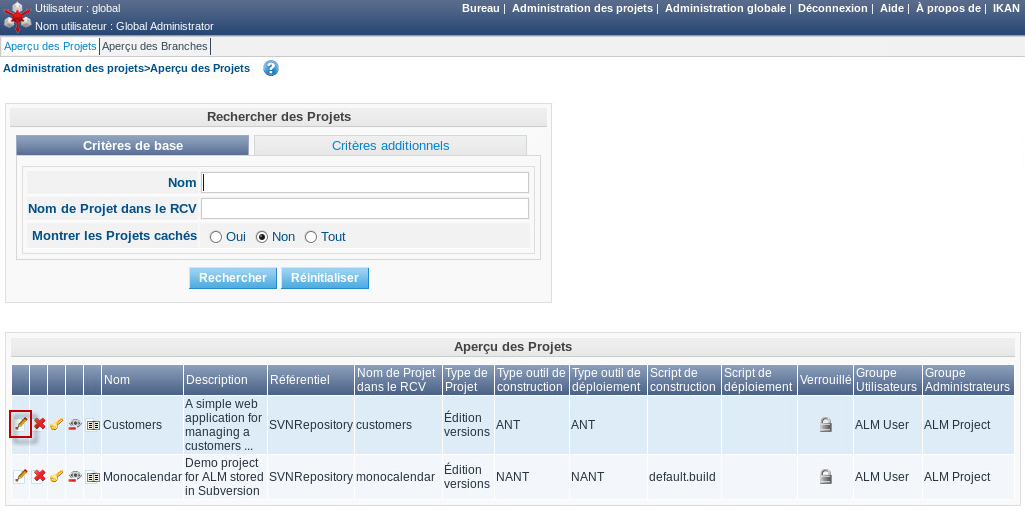 Utilisateur : global
Bureau | Administration des projets | Administration globale | Déconnexion | Aide | À propos de | IKAN
Nom utilisateur : Global Administrator
Aperçu des Projets Aperçu des Branches
Administration des projets>Aperçu des Projets ?
Rechercher des Projets
Critères de base Critères additionnels
Nom
Nom de Projet dans le RCV
Montrer les Projets cachés Oui Non Tout
Rechercher Réinitialiser
Aperçu des Projets
Nom Description Référentiel Nom de Projet dans le RCV Type de Projet Type outil de construction Type outil de déploiement Script de construction Script de déploiement Verrouillé Groupe Utilisateurs Groupe Administrateurs
Customers A simple web application for managing a customers ... SVNRepository customers Édition versions ANT ANT ALM User ALM Project
Monocalendar Demo project for ALM stored in Subversion SVNRepository monocalendar Édition versions NANT NANT default.build ALM User ALM Project